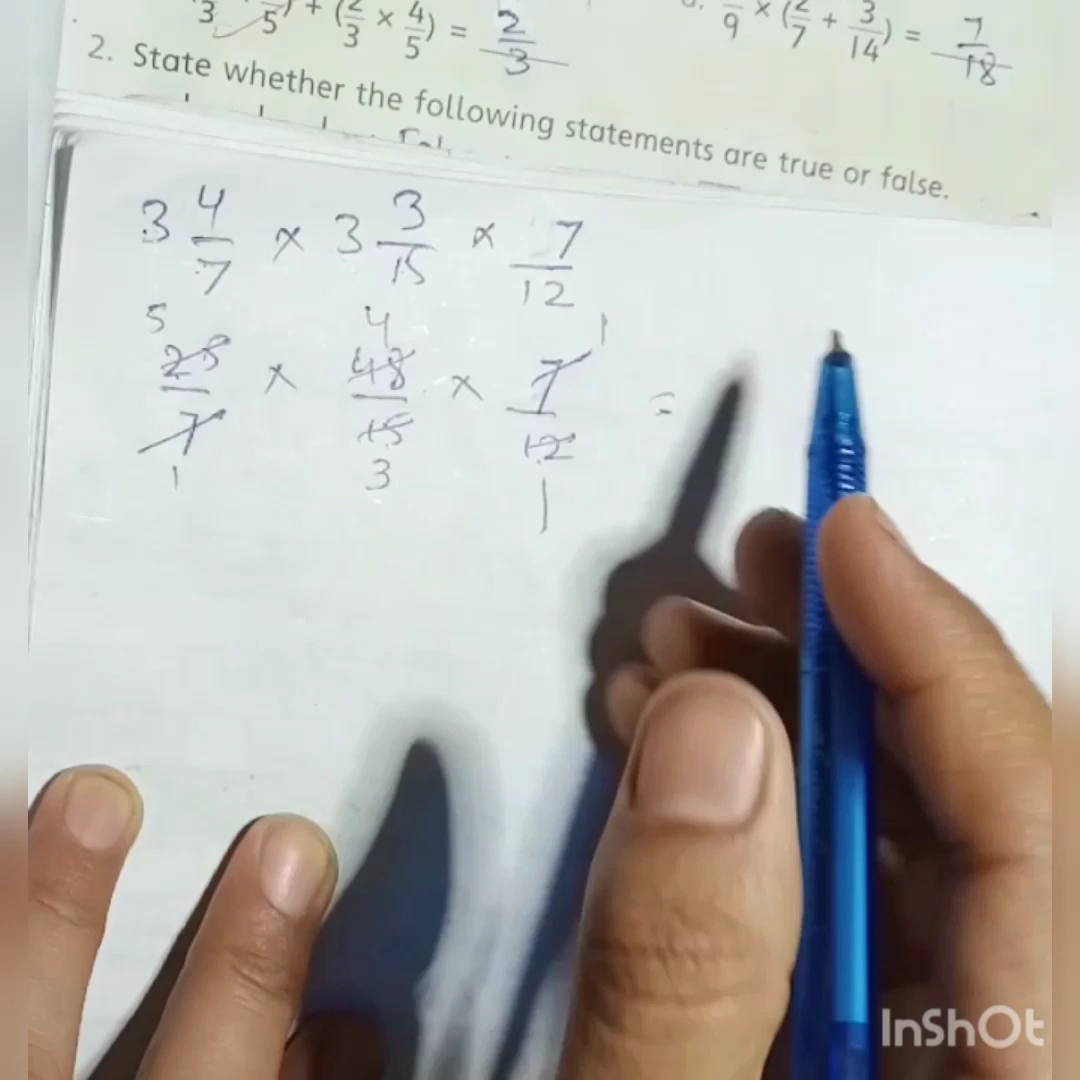 3 5) + (2/3 × 4/5) = 2/3
9 × (2/7 + 3/14) = 7/18
2. State whether the following statements are true or false.
3 4/7 × 3 3/15 × 7/12
5 4 1
25/7 × 48/15 × 7/12 =
1 3 1
InShOt